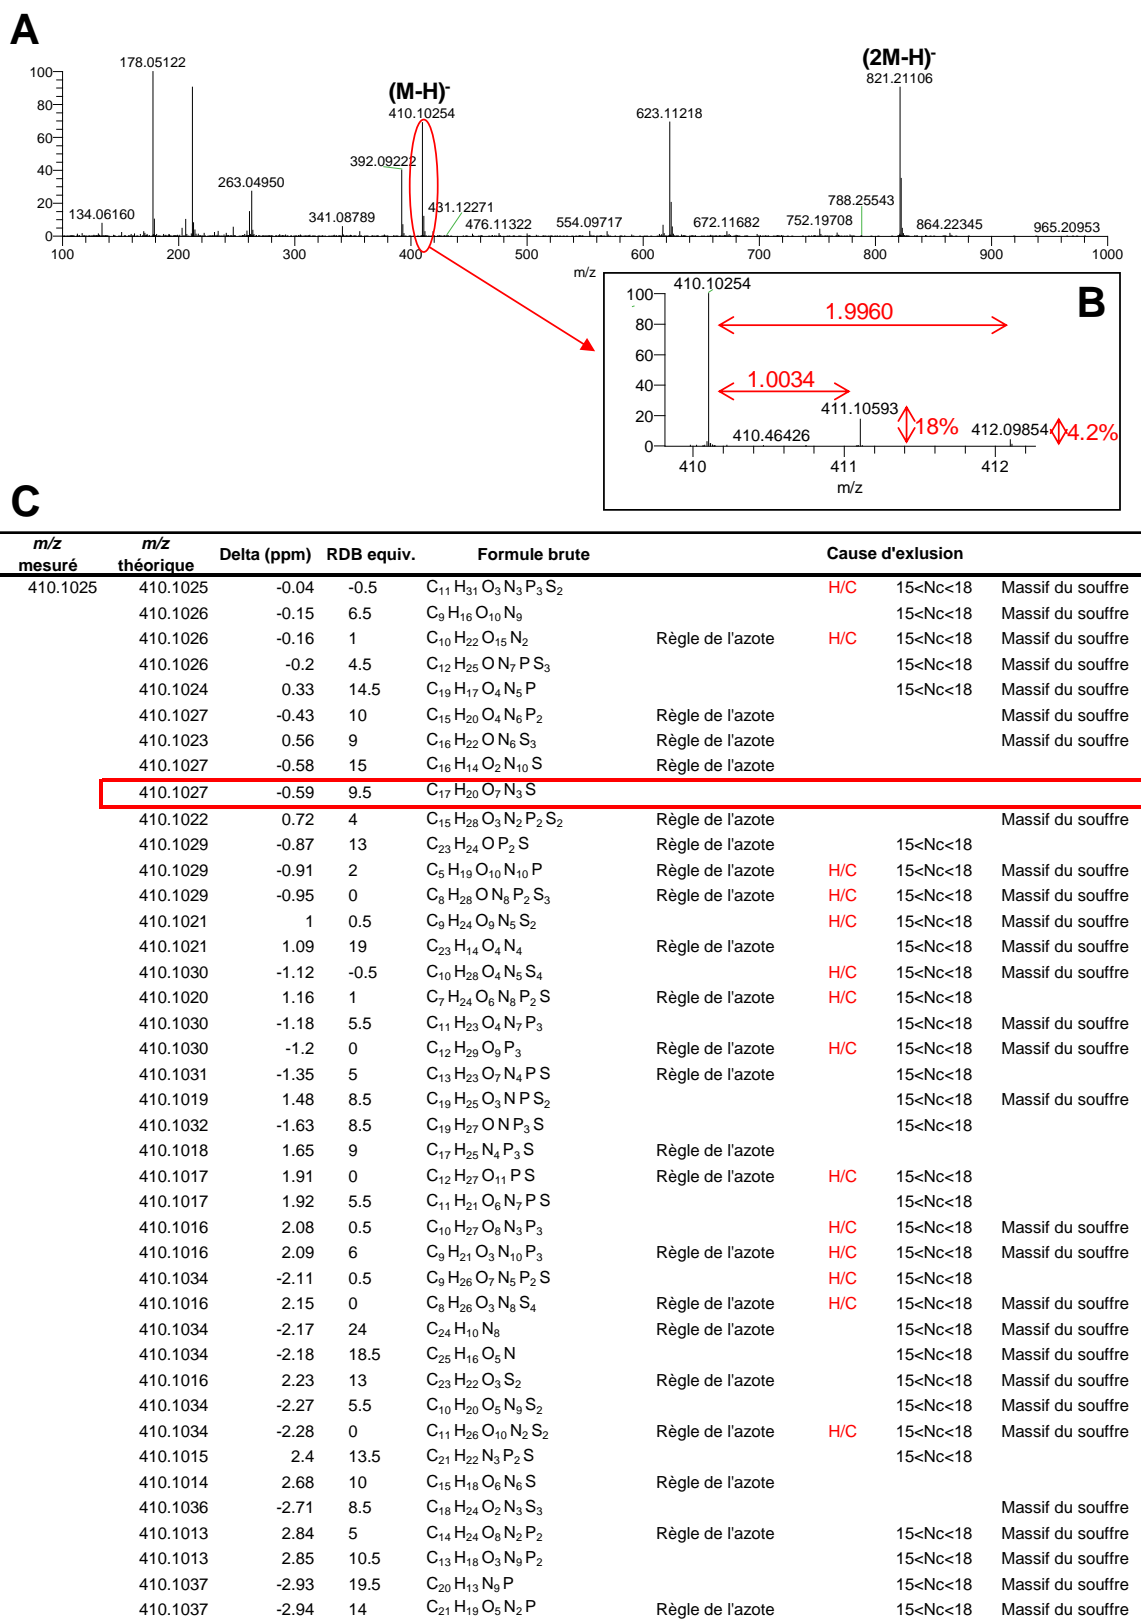 A
(M-H)-
(2M-H)-
178.05122
821.21106
410.10254
623.11218
392.09222
263.04950
134.06160
341.08789
431.12271
476.11322
554.09717
672.11682
752.19708
788.25543
864.22345
965.20953
100
80
60
40
20
0
100 200 300 400 500 600 700 800 900 1000
m/z
B
410.10254
1.9960
1.0034
411.10593
18%
410.46426
412.09854
4.2%
100
80
60
40
20
0
410 411 412
m/z
C
m/z mesuré m/z théorique Delta (ppm) RDB equiv. Formule brute Cause d'exlusion
410.1025 410.1025 -0.04 -0.5 C11 H31 O3 N3 P3 S2 H/C 15<Nc<18 Massif du souffre
410.1026 -0.15 6.5 C9 H16 O10 N9 15<Nc<18 Massif du souffre
410.1026 -0.16 1 C10 H22 O15 N2 Règle de l'azote H/C 15<Nc<18 Massif du souffre
410.1026 -0.2 4.5 C12 H25 O N7 P S3 15<Nc<18 Massif du souffre
410.1024 0.33 14.5 C19 H17 O4 N5 P 15<Nc<18 Massif du souffre
410.1027 -0.43 10 C15 H20 O4 N6 P2 Règle de l'azote Massif du souffre
410.1023 0.56 9 C16 H22 O N6 S3 Règle de l'azote Massif du souffre
410.1027 -0.58 15 C16 H14 O2 N10 S Règle de l'azote
410.1027 -0.59 9.5 C17 H20 O7 N3 S
410.1022 0.72 4 C15 H28 O3 N2 P2 S2 Règle de l'azote Massif du souffre
410.1029 -0.87 13 C23 H24 O P2 S Règle de l'azote 15<Nc<18
410.1029 -0.91 2 C5 H19 O10 N10 P Règle de l'azote H/C 15<Nc<18 Massif du souffre
410.1029 -0.95 0 C8 H28 O N8 P2 S3 Règle de l'azote H/C 15<Nc<18 Massif du souffre
410.1021 1 0.5 C9 H24 O9 N5 S2 H/C 15<Nc<18 Massif du souffre
410.1021 1.09 19 C23 H14 O4 N4 Règle de l'azote 15<Nc<18 Massif du souffre
410.1030 -1.12 -0.5 C10 H28 O4 N5 S4 H/C 15<Nc<18 Massif du souffre
410.1020 1.16 1 C7 H24 O6 N8 P2 S Règle de l'azote H/C 15<Nc<18
410.1030 -1.18 5.5 C11 H23 O4 N7 P3 15<Nc<18 Massif du souffre
410.1030 -1.2 0 C12 H29 O9 P3 Règle de l'azote H/C 15<Nc<18 Massif du souffre
410.1031 -1.35 5 C13 H23 O7 N4 P S Règle de l'azote 15<Nc<18
410.1019 1.48 8.5 C19 H25 O3 N P S2 15<Nc<18 Massif du souffre
410.1032 -1.63 8.5 C19 H27 O N P3 S 15<Nc<18
410.1018 1.65 9 C17 H25 N4 P3 S Règle de l'azote
410.1017 1.91 0 C12 H27 O11 P S Règle de l'azote H/C 15<Nc<18
410.1017 1.92 5.5 C11 H21 O6 N7 P S 15<Nc<18
410.1016 2.08 0.5 C10 H27 O8 N3 P3 H/C 15<Nc<18 Massif du souffre
410.1016 2.09 6 C9 H21 O3 N10 P3 Règle de l'azote H/C 15<Nc<18 Massif du souffre
410.1034 -2.11 0.5 C9 H26 O7 N5 P2 S H/C 15<Nc<18
410.1016 2.15 0 C8 H26 O3 N8 S4 Règle de l'azote H/C 15<Nc<18 Massif du souffre
410.1034 -2.17 24 C24 H10 N8 Règle de l'azote 15<Nc<18 Massif du souffre
410.1034 -2.18 18.5 C25 H16 O5 N 15<Nc<18 Massif du souffre
410.1016 2.23 13 C23 H22 O3 S2 Règle de l'azote 15<Nc<18 Massif du souffre
410.1034 -2.27 5.5 C10 H20 O5 N9 S2 15<Nc<18 Massif du souffre
410.1034 -2.28 0 C11 H26 O10 N2 S2 Règle de l'azote H/C 15<Nc<18 Massif du souffre
410.1015 2.4 13.5 C21 H22 N3 P2 S 15<Nc<18
410.1014 2.68 10 C15 H18 O6 N6 S Règle de l'azote
410.1036 -2.71 8.5 C18 H24 O2 N3 S3 Massif du souffre
410.1013 2.84 5 C14 H24 O8 N2 P2 Règle de l'azote 15<Nc<18 Massif du souffre
410.1013 2.85 10.5 C13 H18 O3 N9 P2 15<Nc<18 Massif du souffre
410.1037 -2.93 19.5 C20 H13 N9 P 15<Nc<18 Massif du souffre
410.1037 -2.94 14 C21 H19 O5 N2 P Règle de l'azote 15<Nc<18 Massif du souffre